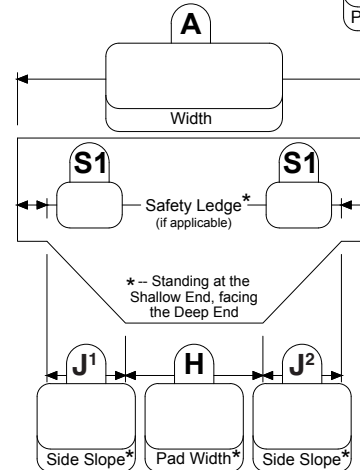 A
P
Width
S1
S1
Safety Ledge*
(if applicable)
* -- Standing at the
Shallow End, facing
the Deep End
J¹
H
J²
Side Slope*
Pad Width*
Side Slope*